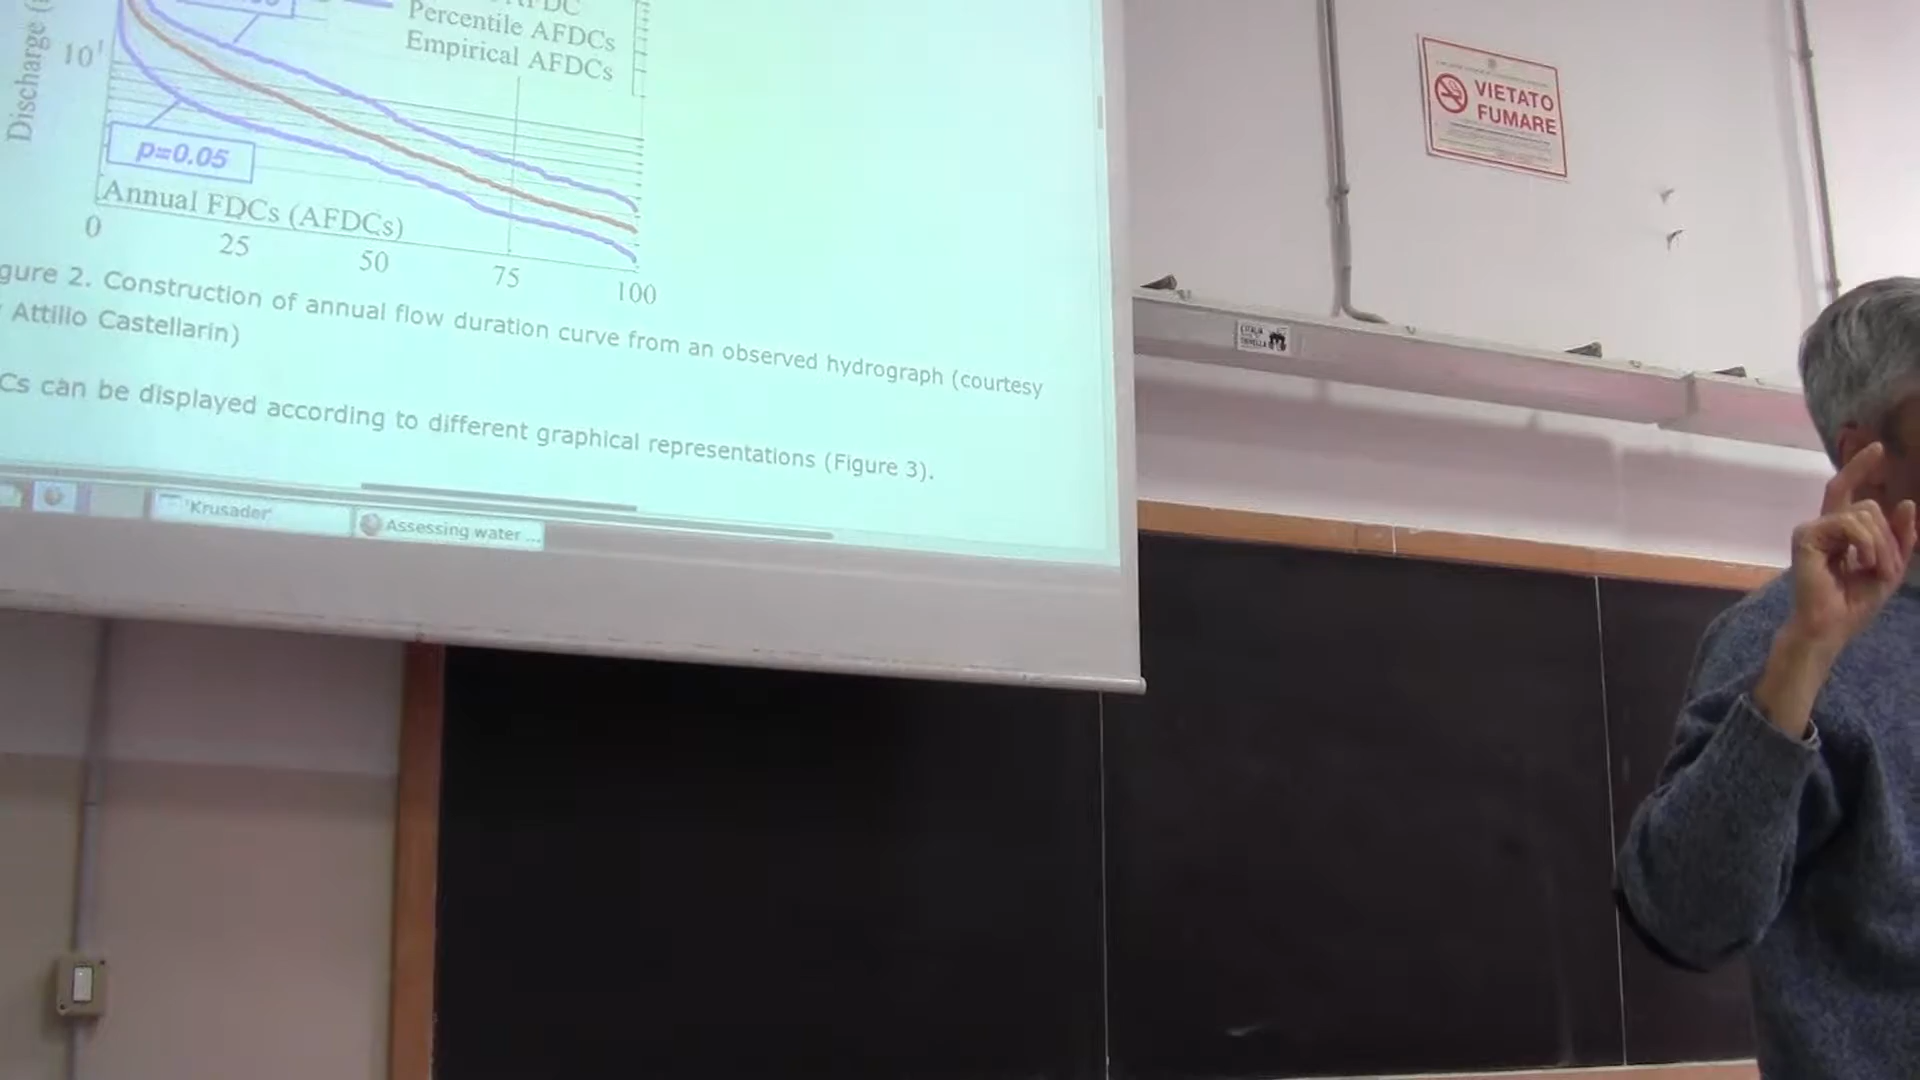 AFDC
Percentile AFDCs
Empirical AFDCs
Discharge
10¹
p=0.05
Annual FDCs (AFDCs)
0
25
50
75
100
gure 2. Construction of annual flow duration curve from an observed hydrograph (courtesy
Attilio Castellarin)
Cs can be displayed according to different graphical representations (Figure 3).
'Krusader'
Assessing water ...
VIETATO
FUMARE